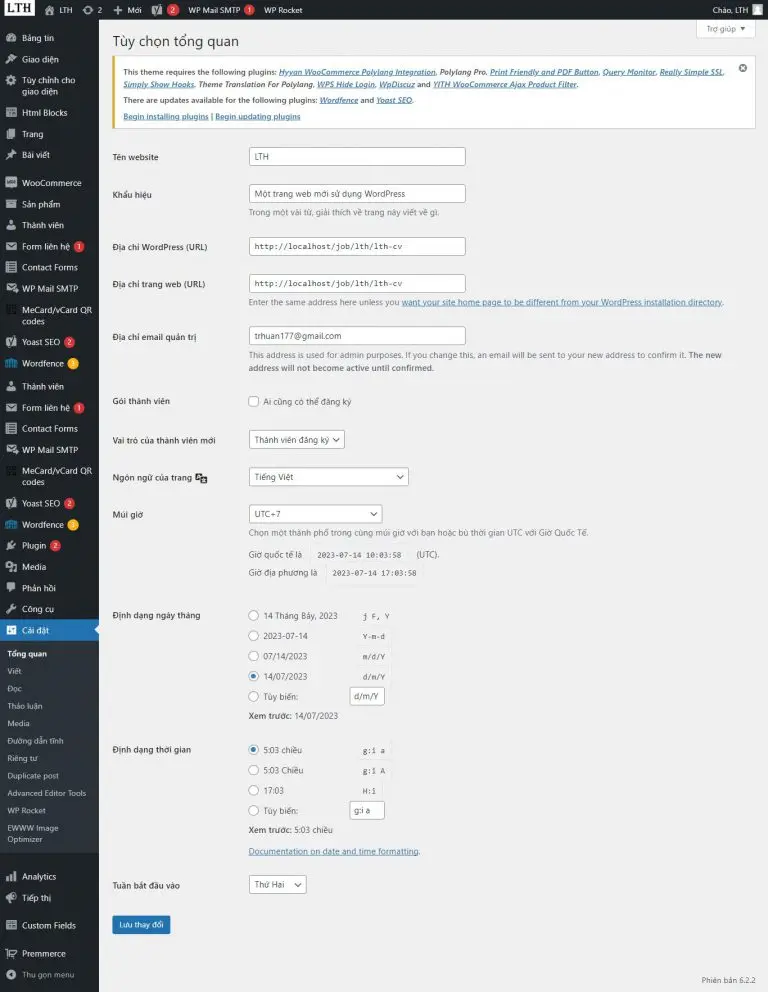 LTH
LTH 2 Mới 2 WP Mail SMTP 1 WP Rocket Chào, LTH
Trợ giúp ▼
Bảng tin
Giao diện
Tùy chỉnh cho
giao diện
Html Blocks
Trang
Bài viết
WooCommerce
Sản phẩm
Thành viên
Form liên hệ 1
Contact Forms
WP Mail SMTP
MeCard/vCard QR
codes
Yoast SEO 2
Wordfence 3
Thành viên
Form liên hệ 1
Contact Forms
WP Mail SMTP
MeCard/vCard QR
codes
Yoast SEO 2
Wordfence 3
Plugin 2
Media
Phản hồi
Công cụ
Cài đặt
Tổng quan
Viết
Đọc
Thảo luận
Media
Đường dẫn tĩnh
Riêng tư
Duplicate post
Advanced Editor Tools
WP Rocket
EWWW Image
Optimizer
Analytics
Tiếp thị
Custom Fields
Premmerce
Thu gọn menu
Tùy chọn tổng quan
This theme requires the following plugins: Hyyan WooCommerce Polylang Integration, Polylang Pro, Print Friendly and PDF Button, Query Monitor, Really Simple SSL,
Simply Show Hooks, Theme Translation For Polylang, WPS Hide Login, WpDiscuz and YITH WooCommerce Ajax Product Filter.
There are updates available for the following plugins: Wordfence and Yoast SEO.
Begin installing plugins | Begin updating plugins
Tên website LTH
Khẩu hiệu Một trang web mới sử dụng WordPress
Trong một vài từ, giải thích về trang này viết về gì.
Địa chỉ WordPress (URL) http://localhost/job/lth/lth-cv
Địa chỉ trang web (URL) http://localhost/job/lth/lth-cv
Enter the same address here unless you want your site home page to be different from your WordPress installation directory.
Địa chỉ email quản trị trhuan177@gmail.com
This address is used for admin purposes. If you change this, an email will be sent to your new address to confirm it. The new
address will not become active until confirmed.
Gói thành viên Ai cũng có thể đăng ký
Vai trò của thành viên mới Thành viên đăng ký
Ngôn ngữ của trang Tiếng Việt
Múi giờ UTC+7
Chọn một thành phố trong cùng múi giờ với bạn hoặc bù thời gian UTC với Giờ Quốc Tế.
Giờ quốc tế là 2023-07-14 10:03:58 (UTC).
Giờ địa phương là 2023-07-14 17:03:58
Định dạng ngày tháng 14 Tháng Bảy, 2023 j F, Y
2023-07-14 Y-m-d
07/14/2023 m/d/Y
14/07/2023 d/m/Y
Tùy biến: d/m/Y
Xem trước: 14/07/2023
Định dạng thời gian 5:03 chiều g:i a
5:03 Chiều g:i A
17:03 H:i
Tùy biến: g:i a
Xem trước: 5:03 chiều
Documentation on date and time formatting.
Tuần bắt đầu vào Thứ Hai
Lưu thay đổi
Phiên bản 6.2.2